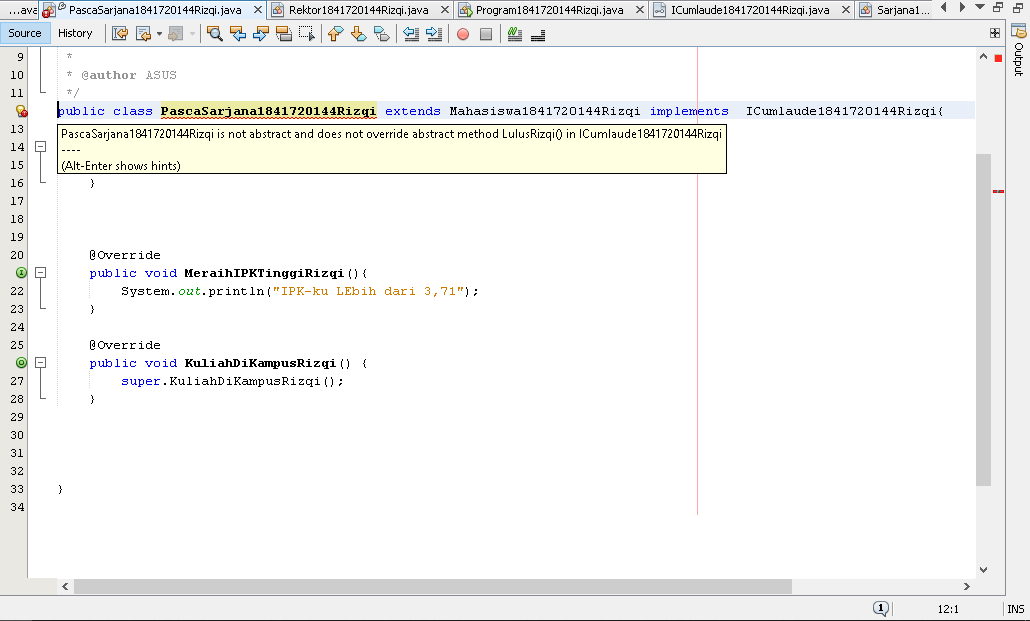 ...ava PascaSarjana1841720144Rizqi.java Rektor1841720144Rizqi.java Program1841720144Rizqi.java ICumlaude1841720144Rizqi.java Sarjana1...
Source History
9 *
10 * @author ASUS
11 */
public class PascaSarjana1841720144Rizqi extends Mahasiswa1841720144Rizqi implements ICumlaude1841720144Rizqi{
13
PascaSarjana1841720144Rizqi is not abstract and does not override abstract method LulusRizqi() in ICumlaude1841720144Rizqi
14
----
15
(Alt-Enter shows hints)
16 }
17
18
19
20 @Override
public void MeraihIPKTinggiRizqi(){
22 System.out.println("IPK-ku LEbih dari 3,71");
23 }
24
25 @Override
public void KuliahDiKampusRizqi() {
27 super.KuliahDiKampusRizqi();
28 }
29
30
31
32
33 }
34
Output
1 12:1 INS